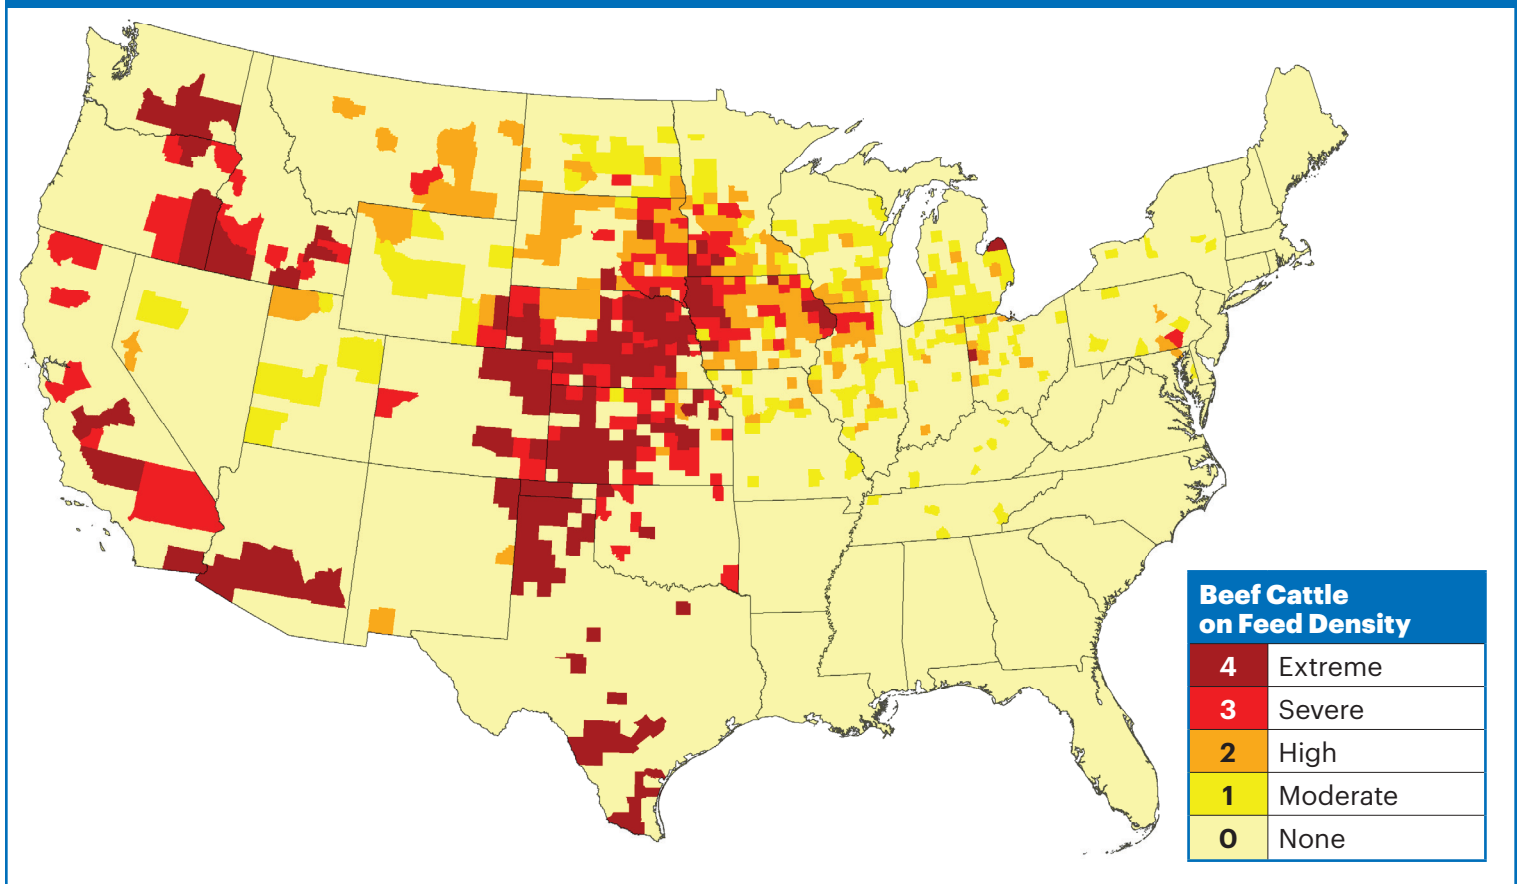 Beef Cattle
on Feed Density
4 Extreme
3 Severe
2 High
1 Moderate
0 None